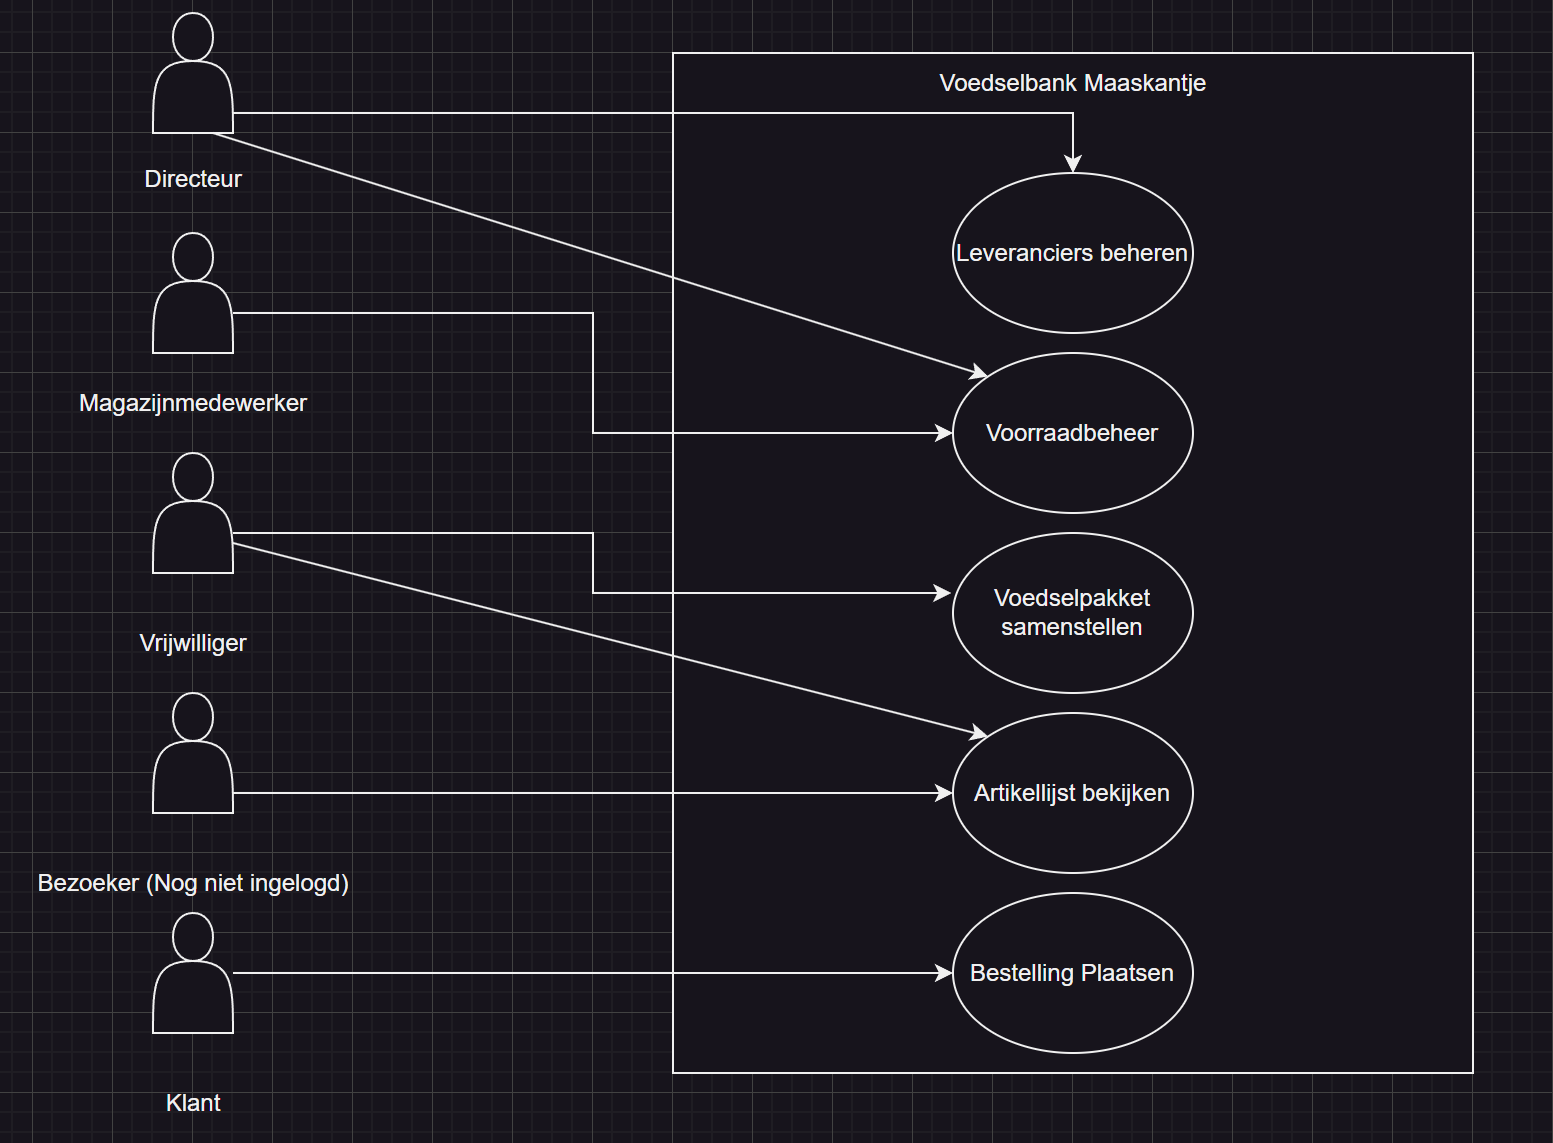 Voedselbank Maaskantje
Directeur
Leveranciers beheren
Magazijnmedewerker
Voorraadbeheer
Vrijwilliger
Voedselpakket
samenstellen
Artikellijst bekijken
Bezoeker (Nog niet ingelogd)
Bestelling Plaatsen
Klant